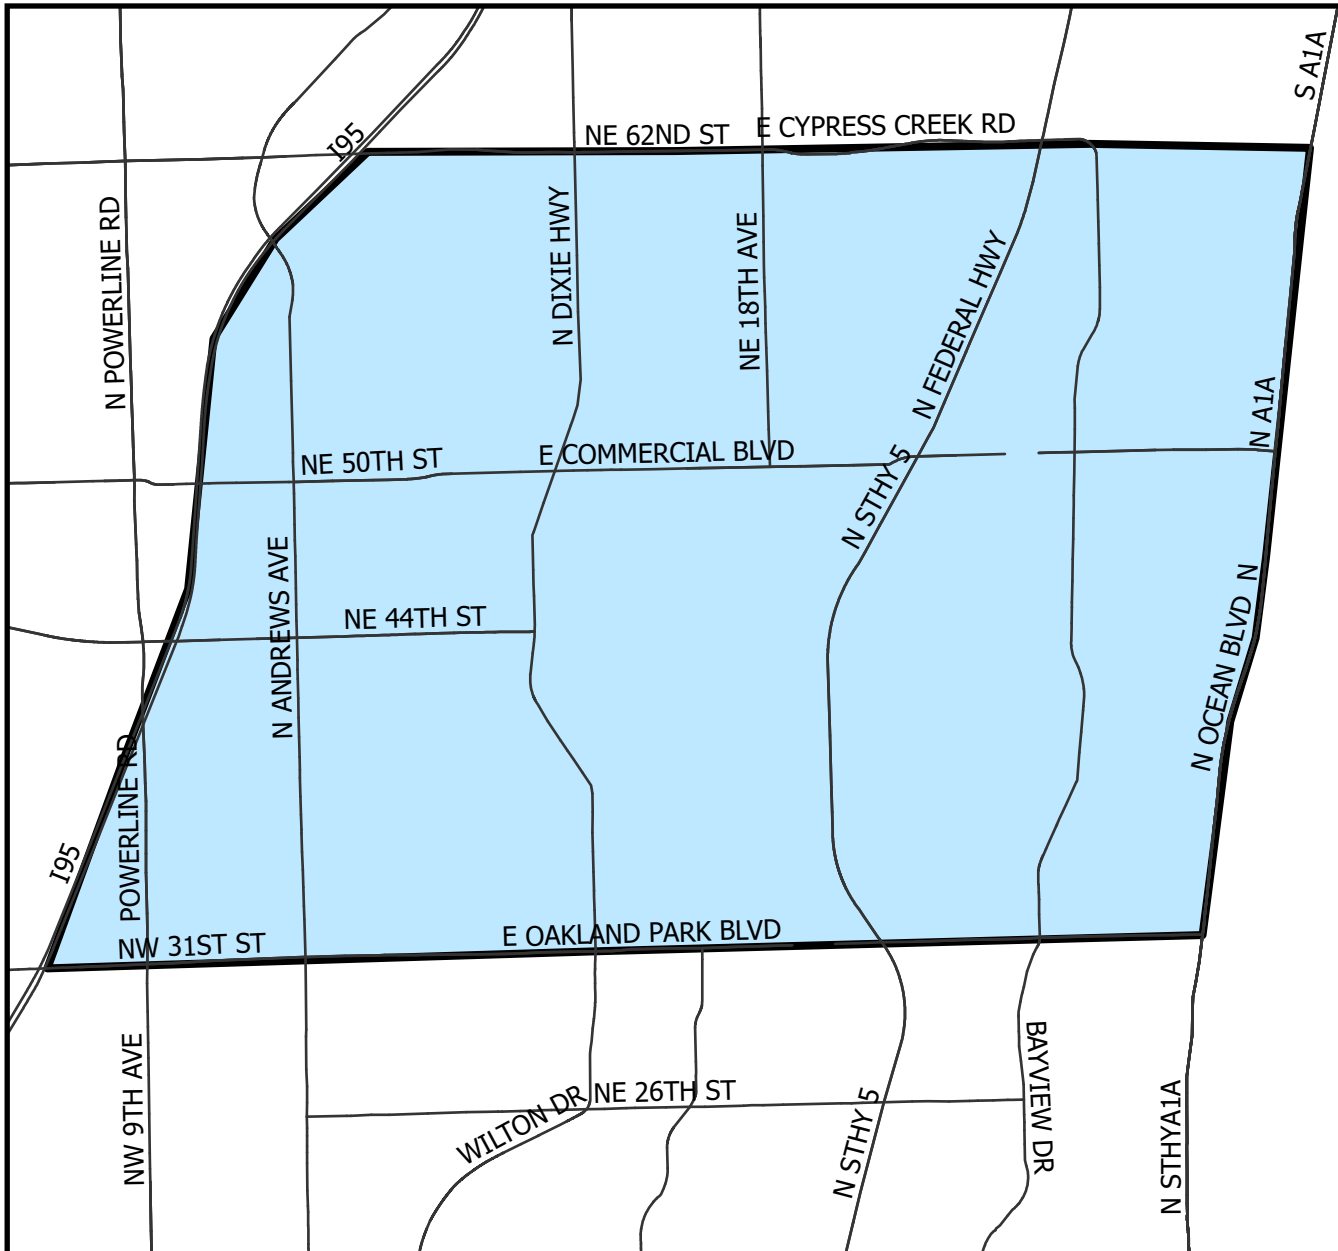 S A1A
I95
NE 62ND ST
E CYPRESS CREEK RD
N POWERLINE RD
N DIXIE HWY
NE 18TH AVE
N FEDERAL HWY
N A1A
NE 50TH ST
E COMMERCIAL BLVD
N STHY 5
N ANDREWS AVE
NE 44TH ST
N OCEAN BLVD N
POWERLINE RD
I95
NW 31ST ST
E OAKLAND PARK BLVD
NW 9TH AVE
WILTON DR
NE 26TH ST
N STHY 5
BAYVIEW DR
N STHYA1A